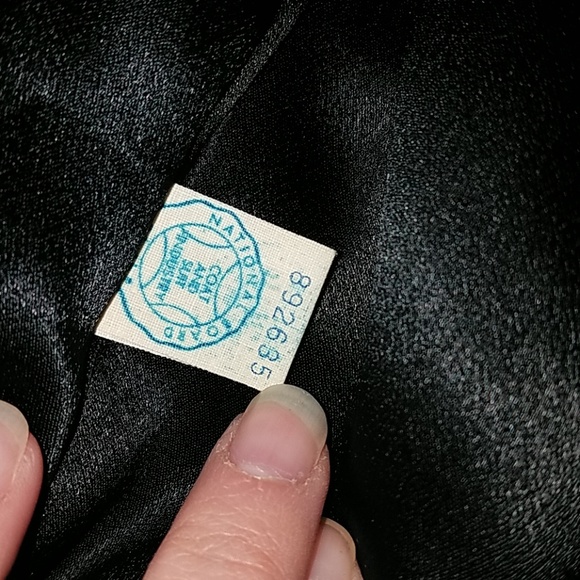 NATIONAL BOARD
COAT
AND
SUIT
INDUSTRY
892685